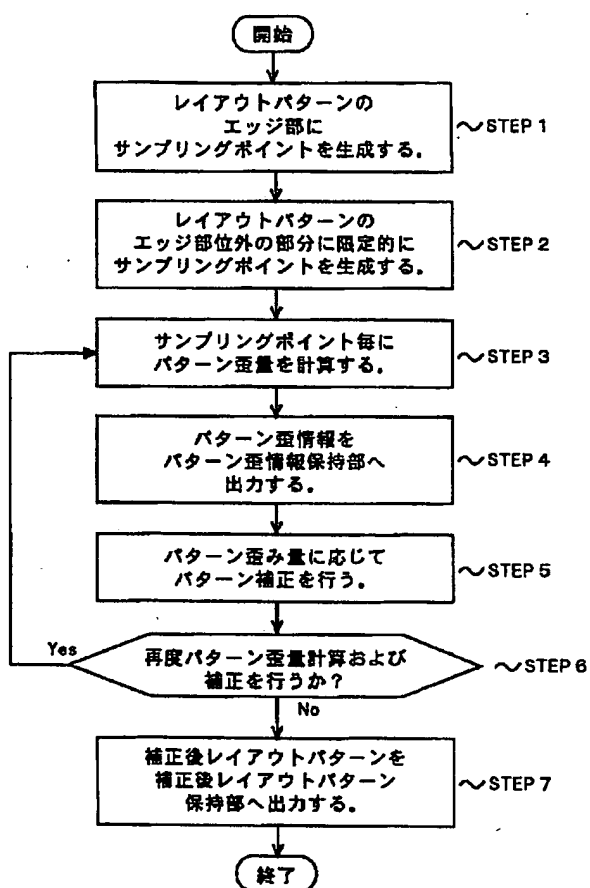 開始
レイアウトパターンの
エッジ部に
サンプリングポイントを生成する。
～STEP 1
レイアウトパターンの
エッジ部位外の部分に限定的に
サンプリングポイントを生成する。
～STEP 2
サンプリングポイント毎に
パターン歪量を計算する。
～STEP 3
パターン歪情報を
パターン歪情報保持部へ
出力する。
～STEP 4
パターン歪み量に応じて
パターン補正を行う。
～STEP 5
Yes
再度パターン歪量計算および
補正を行うか？
～STEP 6
No
補正後レイアウトパターンを
補正後レイアウトパターン
保持部へ出力する。
～STEP 7
終了